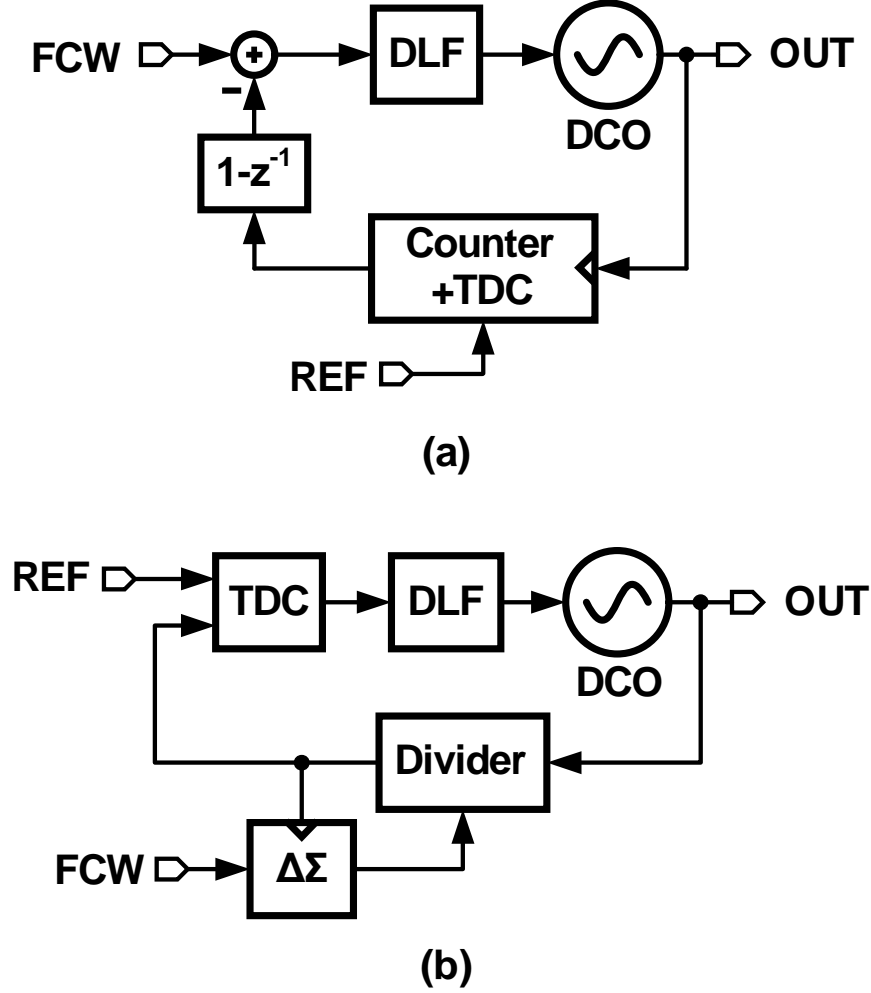 FCW
+
DLF
OUT
-
DCO
1-z⁻¹
Counter
+TDC
REF
(a)
REF
TDC
DLF
OUT
DCO
Divider
FCW
ΔΣ
(b)